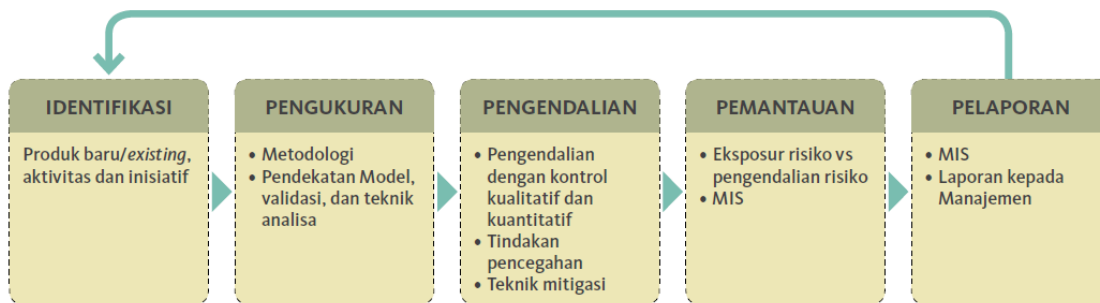 IDENTIFIKASI
Produk baru/existing,
aktivitas dan inisiatif
PENGUKURAN
• Metodologi
• Pendekatan Model,
validasi, dan teknik
analisa
PENGENDALIAN
• Pengendalian
dengan kontrol
kualitatif dan
kuantitatif
• Tindakan
pencegahan
• Teknik mitigasi
PEMANTAUAN
• Eksposur risiko vs
pengendalian risiko
• MIS
PELAPORAN
• MIS
• Laporan kepada
Manajemen